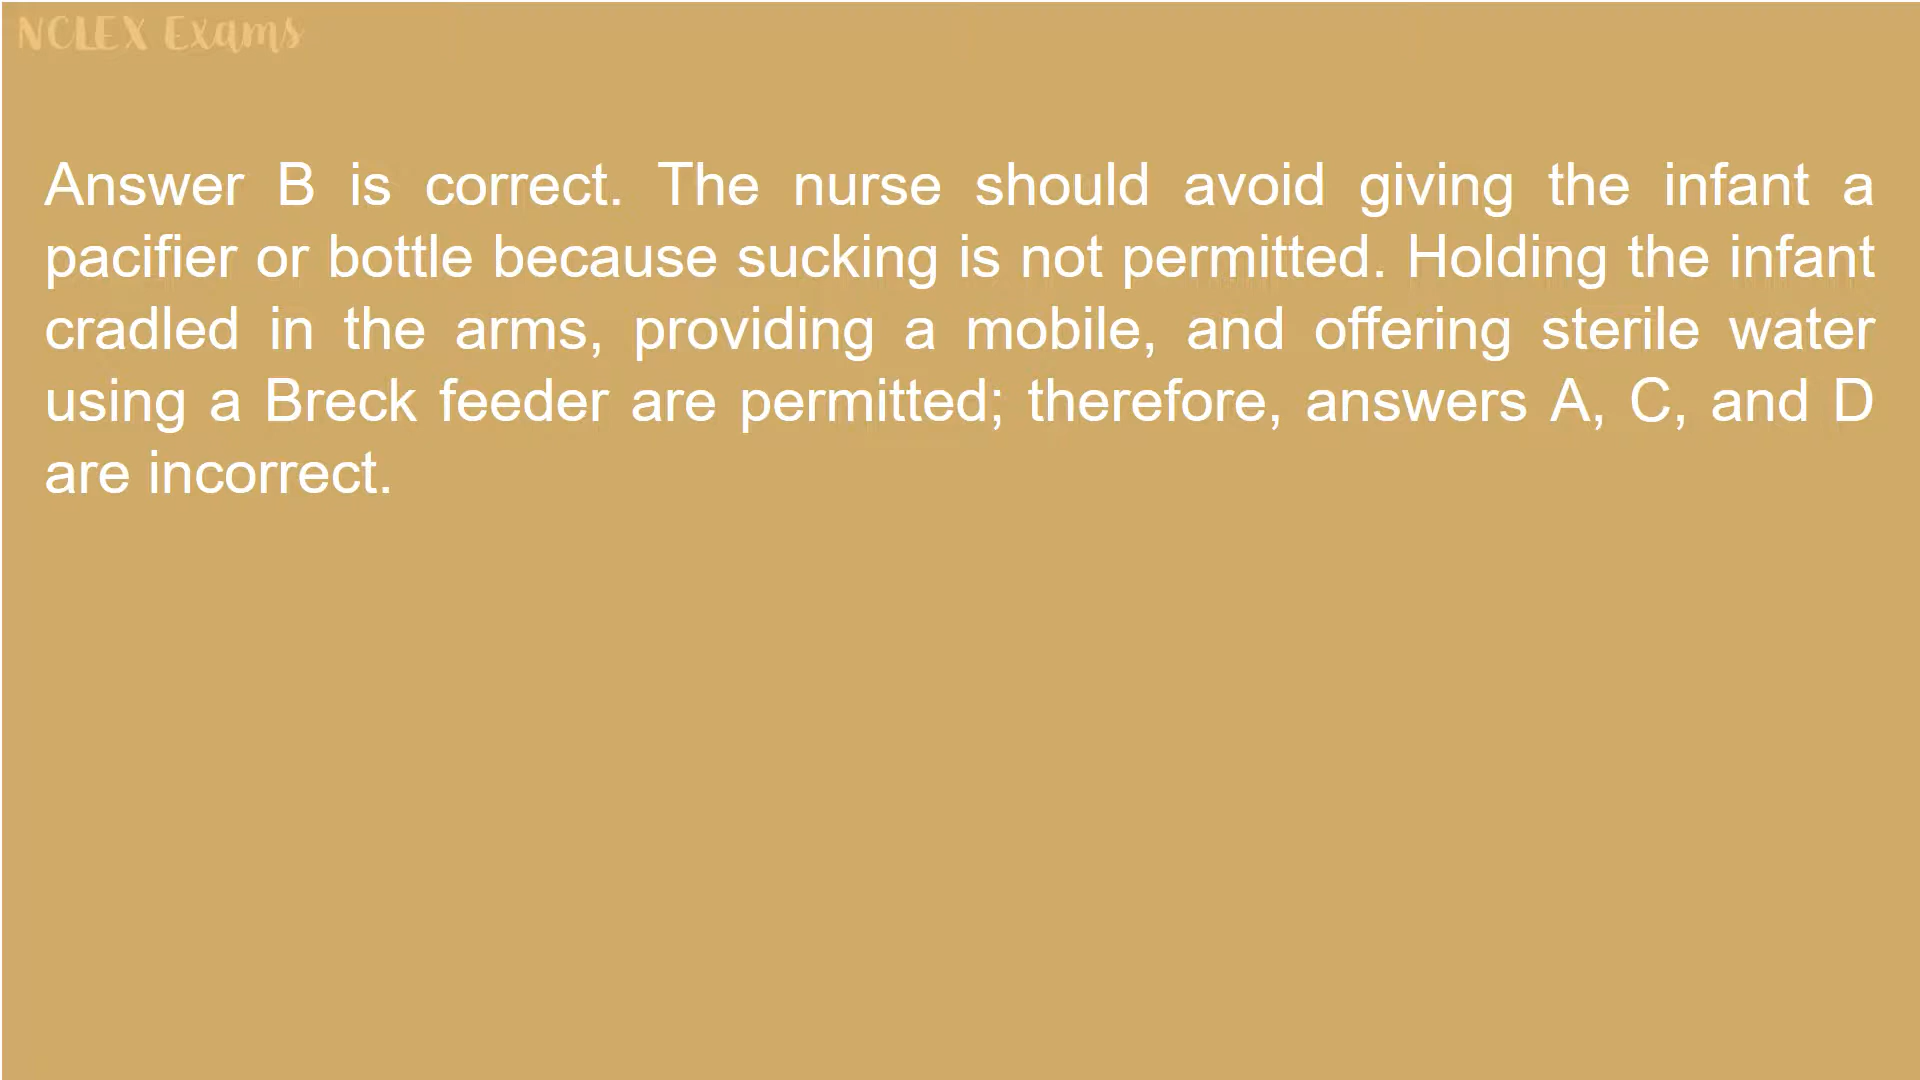 NCLEX Exams
Answer B is correct. The nurse should avoid giving the infant a
pacifier or bottle because sucking is not permitted. Holding the infant
cradled in the arms, providing a mobile, and offering sterile water
using a Breck feeder are permitted; therefore, answers A, C, and D
are incorrect.